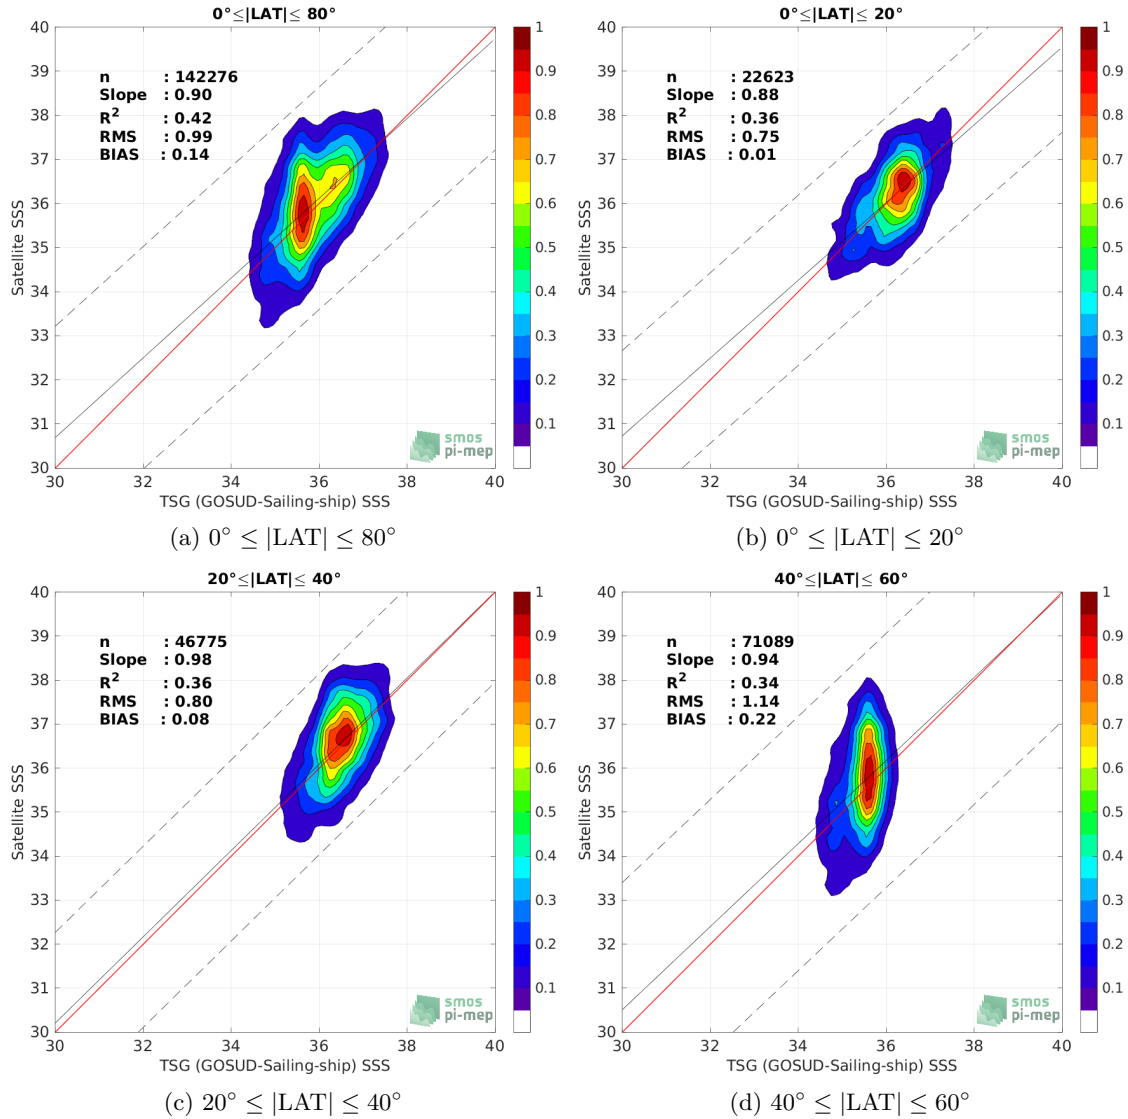 0°≤|LAT|≤ 80°
40
39
38
37
36
35
34
33
32
31
30
Satellite SSS
n : 142276
Slope : 0.90
R² : 0.42
RMS : 0.99
BIAS : 0.14
smos
pi-mep
30 32 34 36 38 40
TSG (GOSUD-Sailing-ship) SSS
1
0.9
0.8
0.7
0.6
0.5
0.4
0.3
0.2
0.1
(a) 0° ≤ |LAT| ≤ 80°
0°≤|LAT|≤ 20°
40
39
38
37
36
35
34
33
32
31
30
Satellite SSS
n : 22623
Slope : 0.88
R² : 0.36
RMS : 0.75
BIAS : 0.01
smos
pi-mep
30 32 34 36 38 40
TSG (GOSUD-Sailing-ship) SSS
1
0.9
0.8
0.7
0.6
0.5
0.4
0.3
0.2
0.1
(b) 0° ≤ |LAT| ≤ 20°
20°≤|LAT|≤ 40°
40
39
38
37
36
35
34
33
32
31
30
Satellite SSS
n : 46775
Slope : 0.98
R² : 0.36
RMS : 0.80
BIAS : 0.08
smos
pi-mep
30 32 34 36 38 40
TSG (GOSUD-Sailing-ship) SSS
1
0.9
0.8
0.7
0.6
0.5
0.4
0.3
0.2
0.1
(c) 20° ≤ |LAT| ≤ 40°
40°≤|LAT|≤ 60°
40
39
38
37
36
35
34
33
32
31
30
Satellite SSS
n : 71089
Slope : 0.94
R² : 0.34
RMS : 1.14
BIAS : 0.22
smos
pi-mep
30 32 34 36 38 40
TSG (GOSUD-Sailing-ship) SSS
1
0.9
0.8
0.7
0.6
0.5
0.4
0.3
0.2
0.1
(d) 40° ≤ |LAT| ≤ 60°